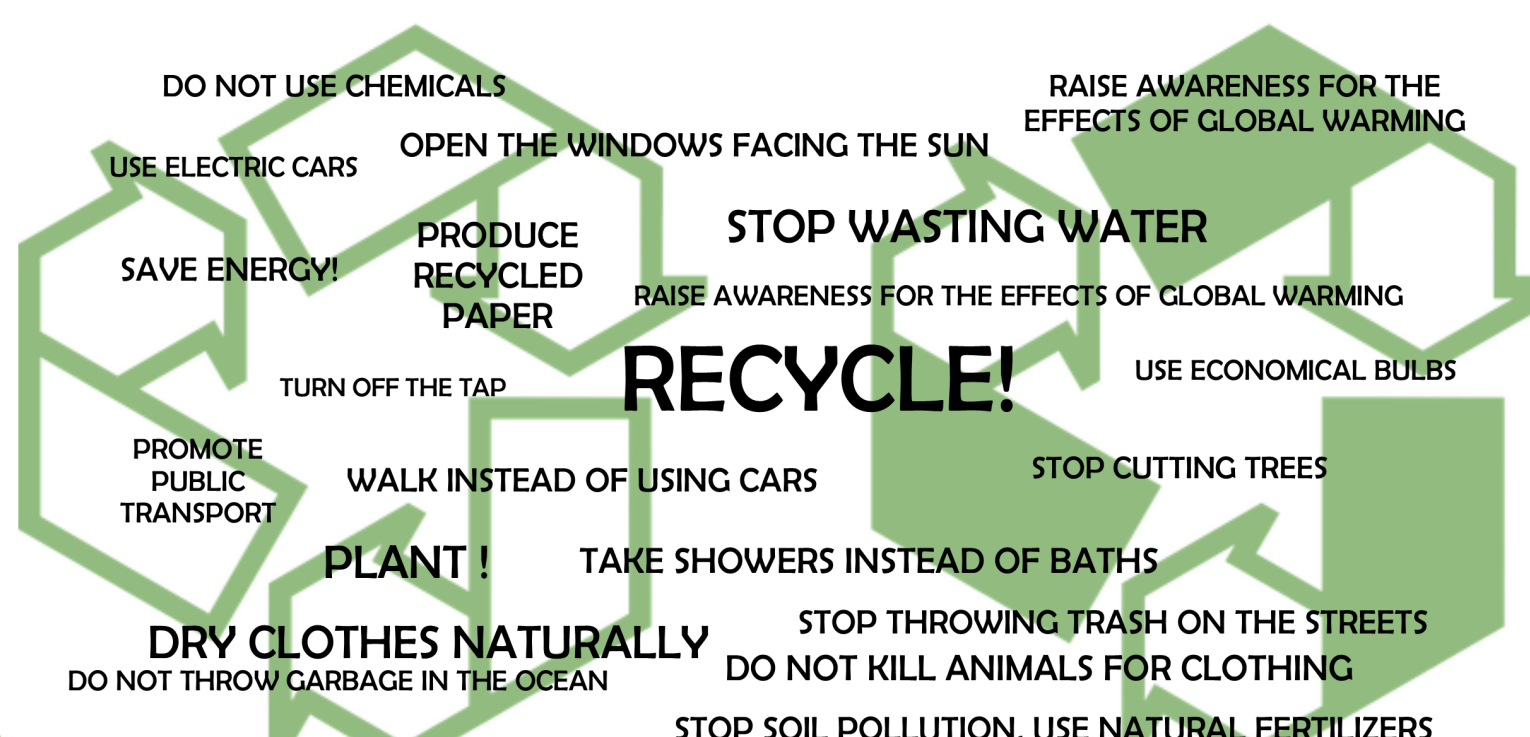 DO NOT USE CHEMICALS
RAISE AWARENESS FOR THE
EFFECTS OF GLOBAL WARMING
OPEN THE WINDOWS FACING THE SUN
USE ELECTRIC CARS
STOP WASTING WATER
PRODUCE
RECYCLED
PAPER
SAVE ENERGY!
RAISE AWARENESS FOR THE EFFECTS OF GLOBAL WARMING
RECYCLE!
USE ECONOMICAL BULBS
TURN OFF THE TAP
PROMOTE
PUBLIC
TRANSPORT
WALK INSTEAD OF USING CARS
STOP CUTTING TREES
PLANT !
TAKE SHOWERS INSTEAD OF BATHS
STOP THROWING TRASH ON THE STREETS
DRY CLOTHES NATURALLY
DO NOT KILL ANIMALS FOR CLOTHING
DO NOT THROW GARBAGE IN THE OCEAN
STOP SOIL POLLUTION, USE NATURAL FERTILIZERS